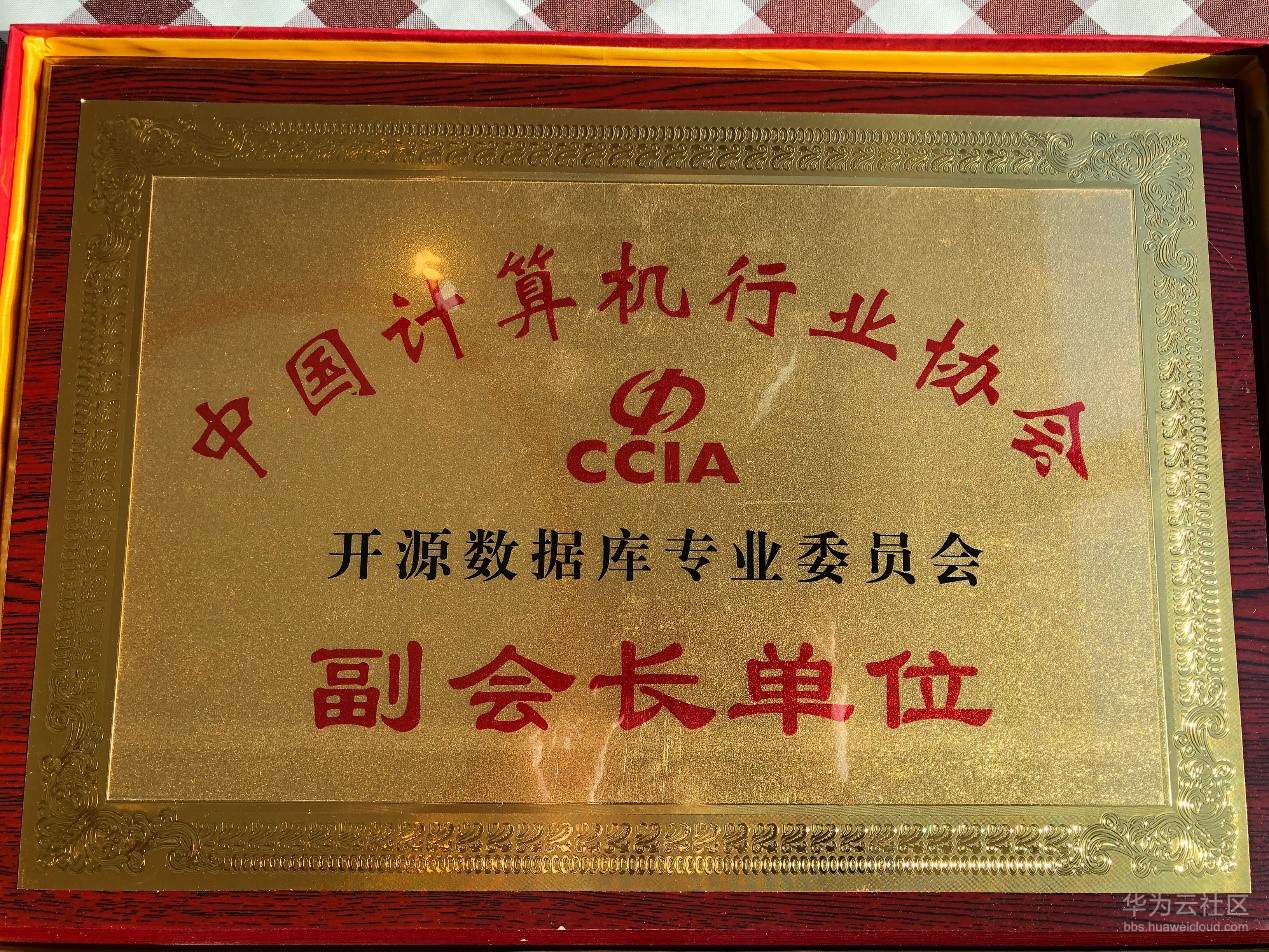 中国计算机行业协会
CCIA
开源数据库专业委员会
副会长单位
华为云社区
bbs.huaweicloud.com